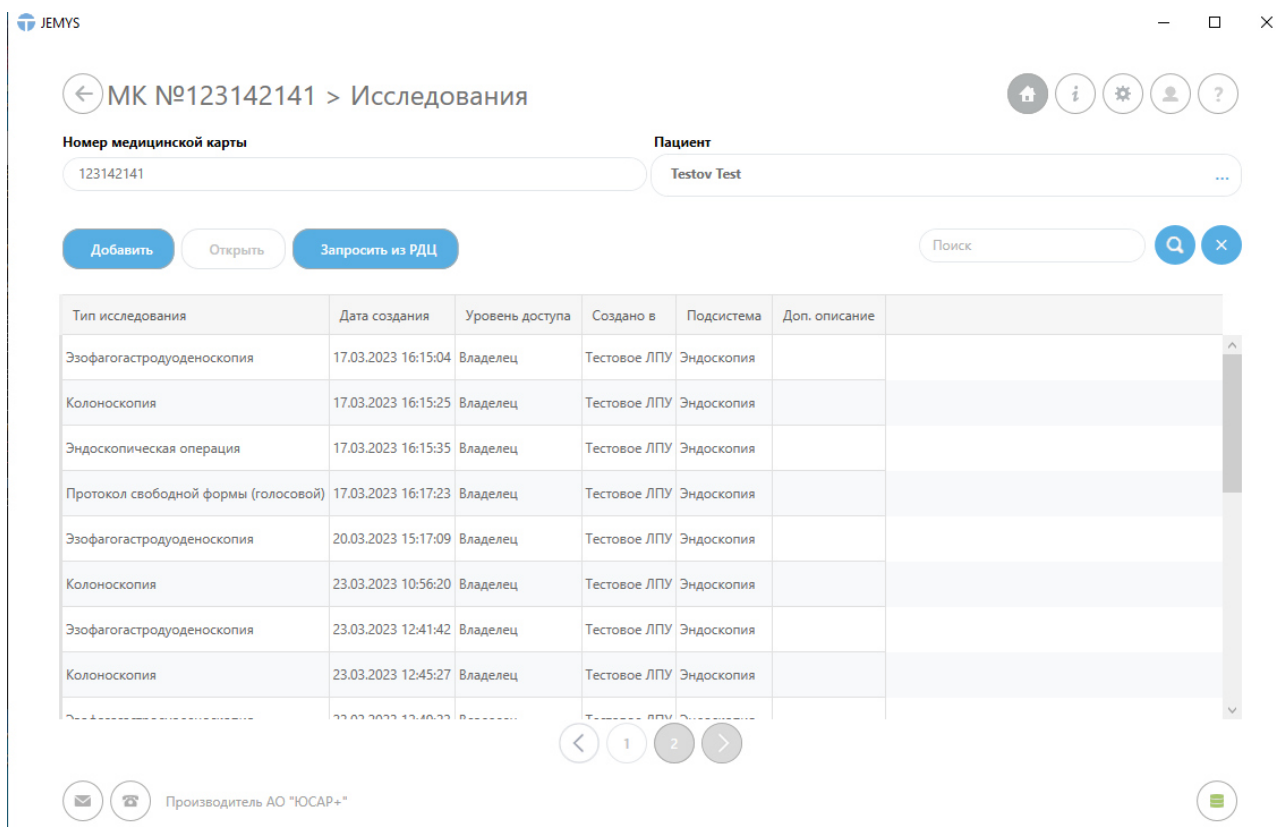 JEMYS
МК №123142141 > Исследования
Номер медицинской карты
Пациент
123142141
Testov Test
...
Добавить
Открыть
Запросить из РДЦ
Поиск
Тип исследования Дата создания Уровень доступа Создано в Подсистема Доп. описание
Эзофагогастродуоденоскопия 17.03.2023 16:15:04 Владелец Тестовое ЛПУ Эндоскопия
Колоноскопия 17.03.2023 16:15:25 Владелец Тестовое ЛПУ Эндоскопия
Эндоскопическая операция 17.03.2023 16:15:35 Владелец Тестовое ЛПУ Эндоскопия
Протокол свободной формы (голосовой) 17.03.2023 16:17:23 Владелец Тестовое ЛПУ Эндоскопия
Эзофагогастродуоденоскопия 20.03.2023 15:17:09 Владелец Тестовое ЛПУ Эндоскопия
Колоноскопия 23.03.2023 10:56:20 Владелец Тестовое ЛПУ Эндоскопия
Эзофагогастродуоденоскопия 23.03.2023 12:41:42 Владелец Тестовое ЛПУ Эндоскопия
Колоноскопия 23.03.2023 12:45:27 Владелец Тестовое ЛПУ Эндоскопия
1 2
Производитель АО "ЮСАР+"